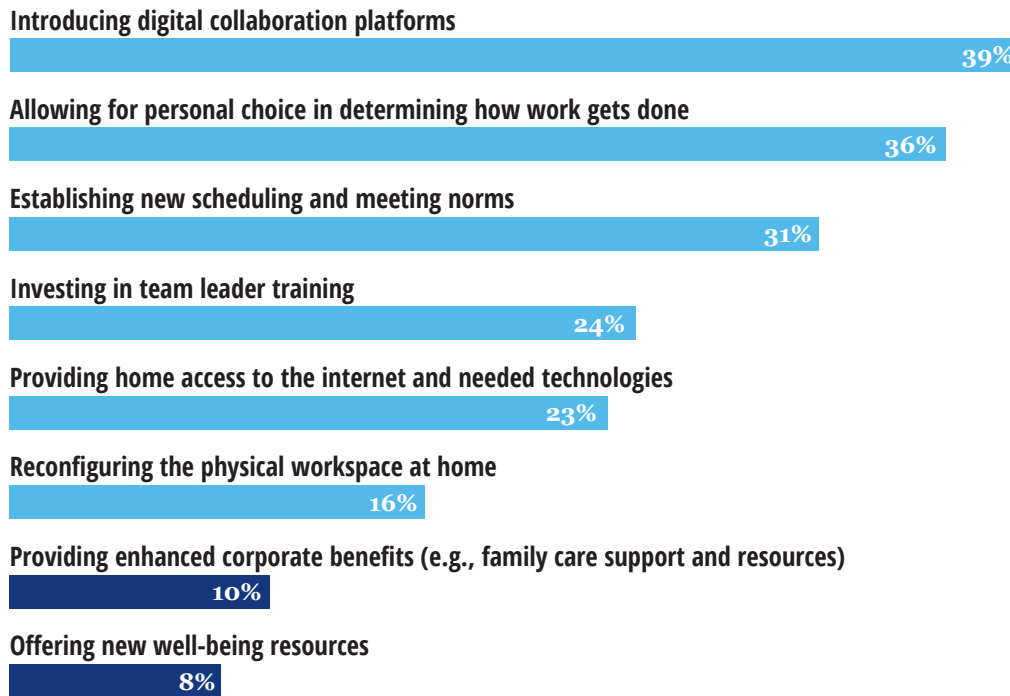 Introducing digital collaboration platforms
39%
Allowing for personal choice in determining how work gets done
36%
Establishing new scheduling and meeting norms
31%
Investing in team leader training
24%
Providing home access to the internet and needed technologies
23%
Reconfiguring the physical workspace at home
16%
Providing enhanced corporate benefits (e.g., family care support and resources)
10%
Offering new well-being resources
8%